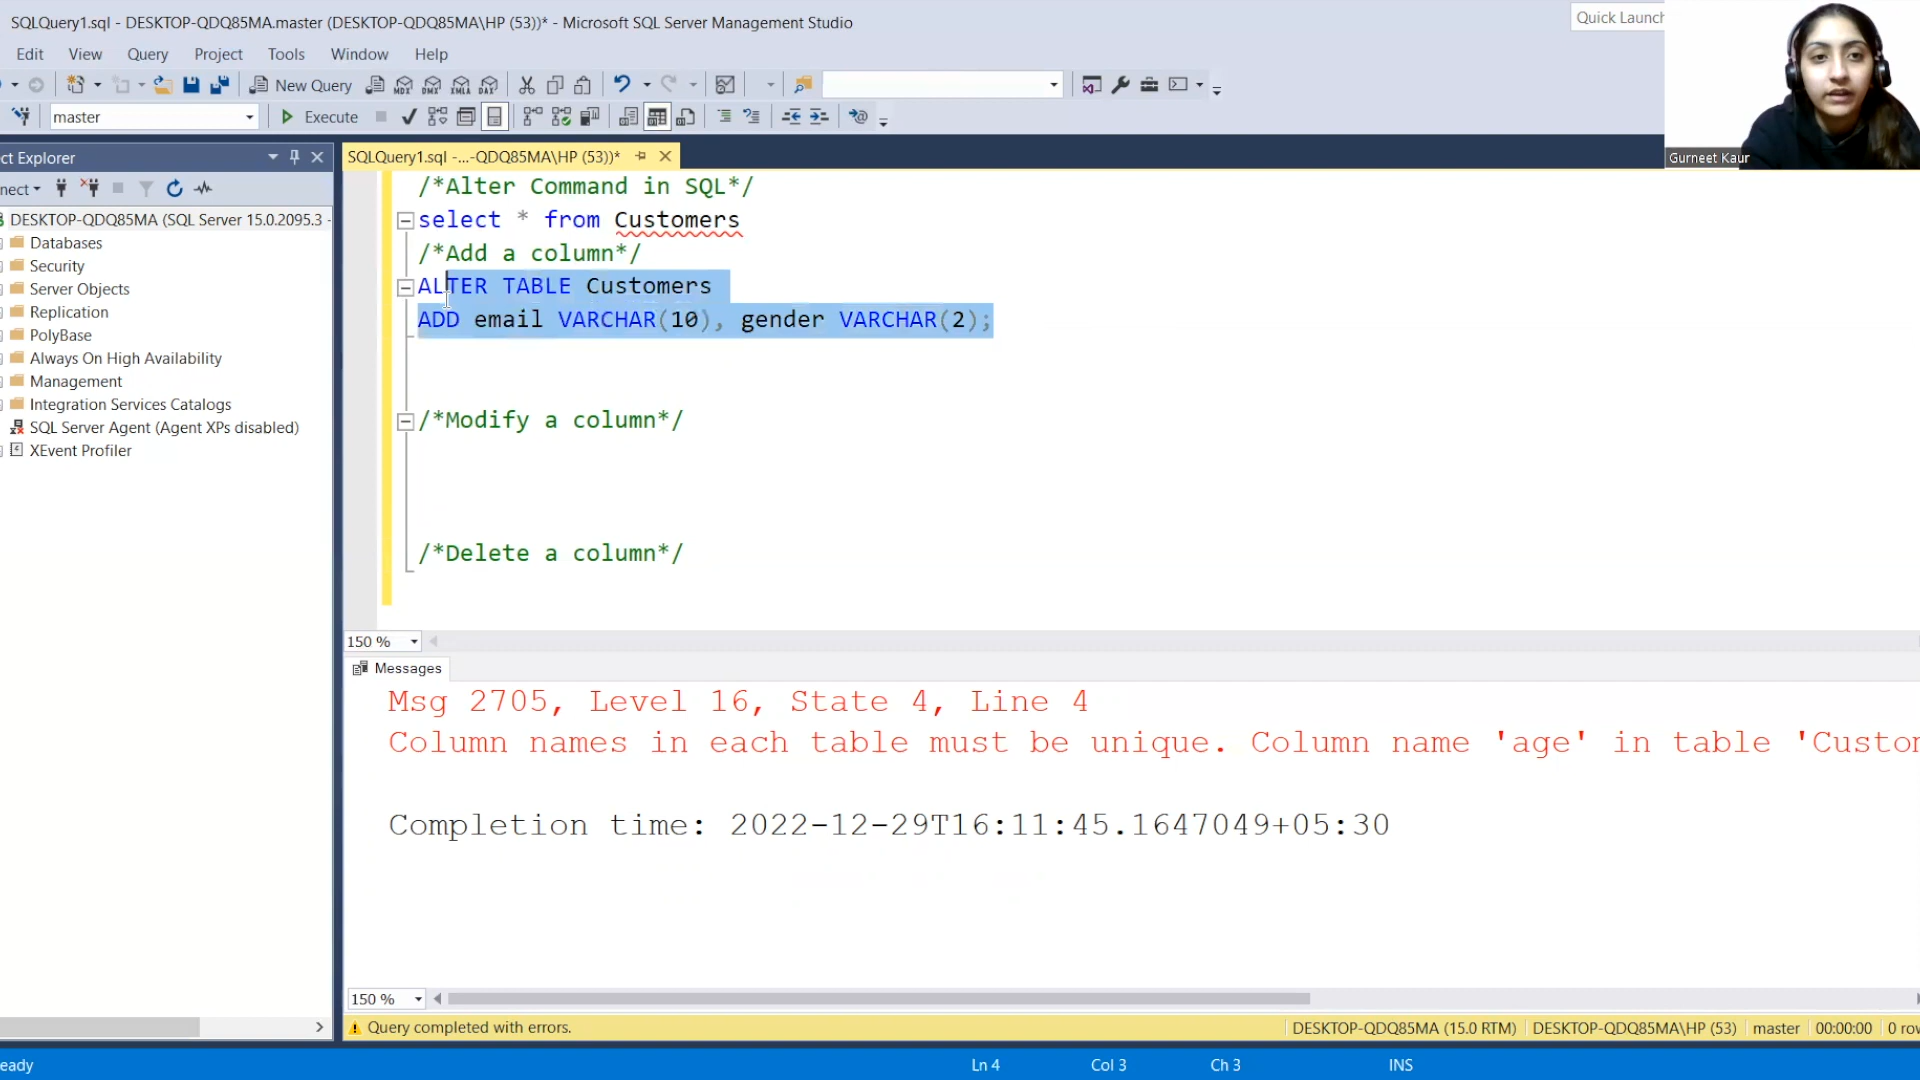 SQLQuery1.sql - DESKTOP-QDQ85MA.master (DESKTOP-QDQ85MA\HP (53))* - Microsoft SQL Server Management Studio
Quick Launch
Edit View Query Project Tools Window Help
New Query
MDX DMX XMLA DAX
master
Execute
Gurneet Kaur
ct Explorer
SQLQuery1.sql -...-QDQ85MA\HP (53))*
nect
DESKTOP-QDQ85MA (SQL Server 15.0.2095.3 -
Databases
Security
Server Objects
Replication
PolyBase
Always On High Availability
Management
Integration Services Catalogs
SQL Server Agent (Agent XPs disabled)
XEvent Profiler
/*Alter Command in SQL*/
select * from Customers
/*Add a column*/
ALTER TABLE Customers
ADD email VARCHAR(10), gender VARCHAR(2);
/*Modify a column*/
/*Delete a column*/
150 %
Messages
Msg 2705, Level 16, State 4, Line 4
Column names in each table must be unique. Column name 'age' in table 'Custon
Completion time: 2022-12-29T16:11:45.1647049+05:30
150 %
Query completed with errors.
DESKTOP-QDQ85MA (15.0 RTM)
DESKTOP-QDQ85MA\HP (53)
master
00:00:00
0 rov
eady
Ln 4
Col 3
Ch 3
INS